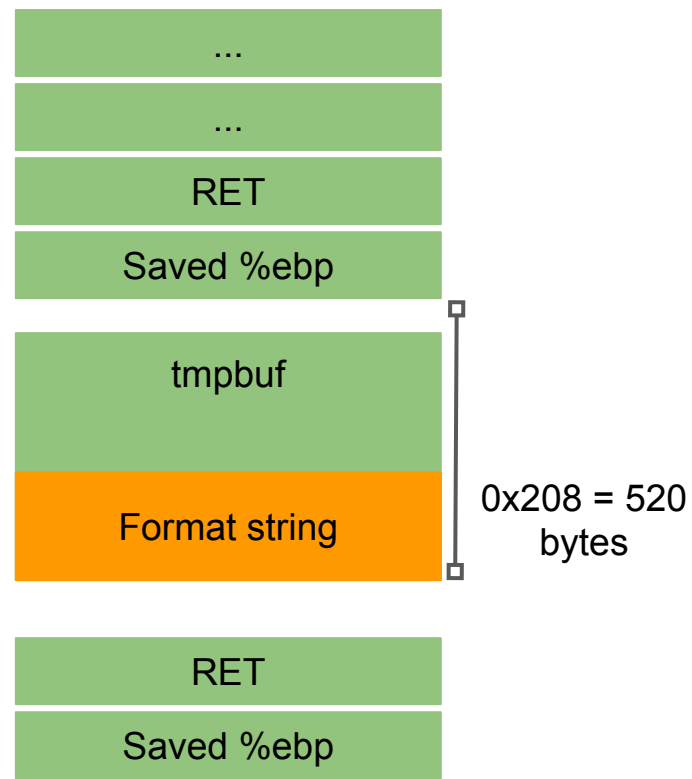 ...
...
RET
Saved %ebp
tmpbuf
Format string
0x208 = 520
bytes
RET
Saved %ebp